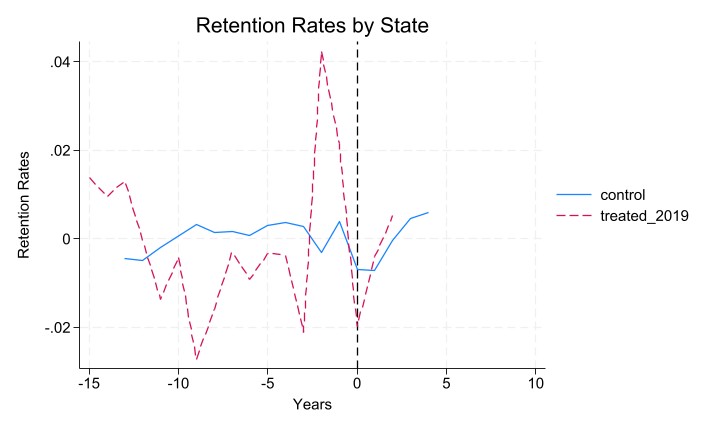 Retention Rates by State
Retention Rates
.04
.02
0
-.02
-15
-10
-5
0
5
10
Years
control
treated_2019